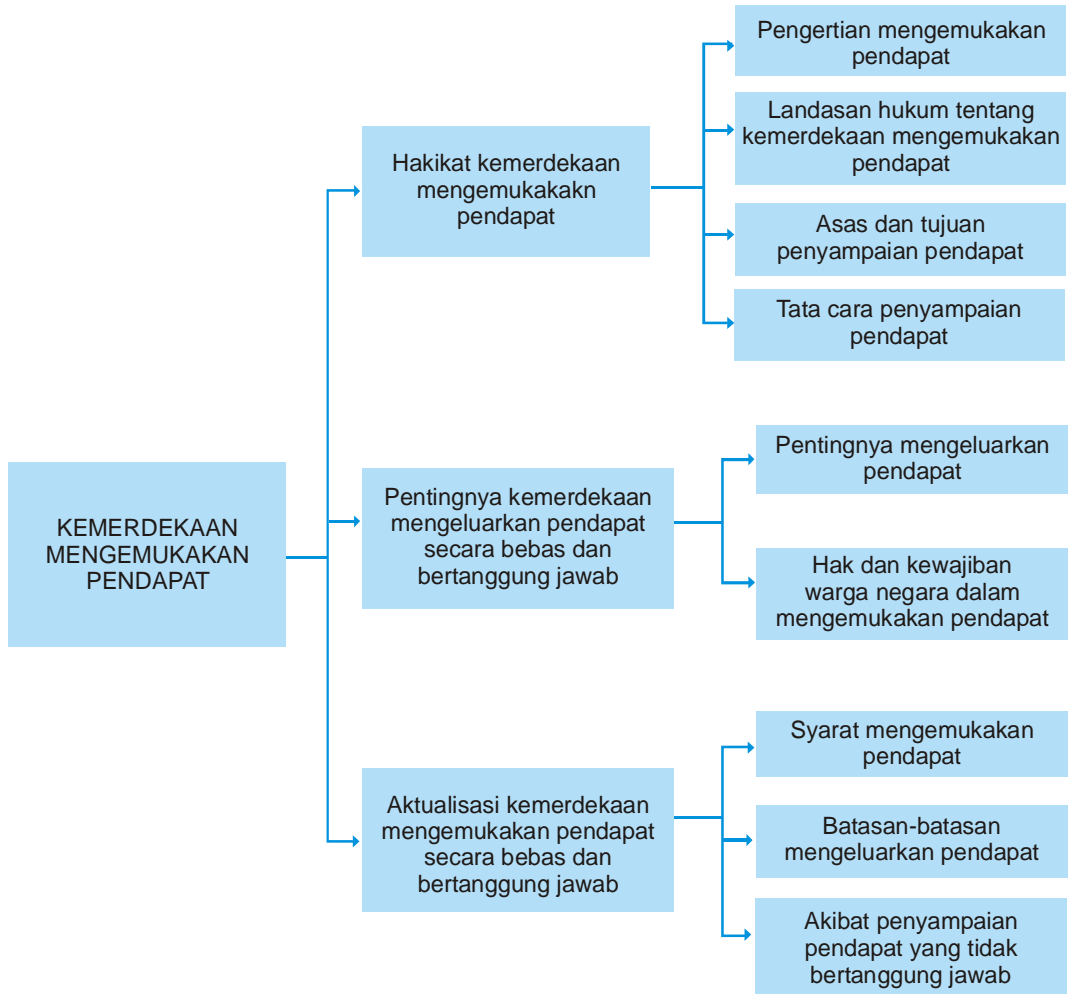 KEMERDEKAAN
MENGEMUKAKAN
PENDAPAT
Hakikat kemerdekaan
mengemukakakn
pendapat
Pengertian mengemukakan
pendapat
Landasan hukum tentang
kemerdekaan mengemukakan
pendapat
Asas dan tujuan
penyampaian pendapat
Tata cara penyampaian
pendapat
Pentingnya kemerdekaan
mengeluarkan pendapat
secara bebas dan
bertanggung jawab
Pentingnya mengeluarkan
pendapat
Hak dan kewajiban
warga negara dalam
mengemukakan pendapat
Aktualisasi kemerdekaan
mengemukakan pendapat
secara bebas dan
bertanggung jawab
Syarat mengemukakan
pendapat
Batasan-batasan
mengeluarkan pendapat
Akibat penyampaian
pendapat yang tidak
bertanggung jawab